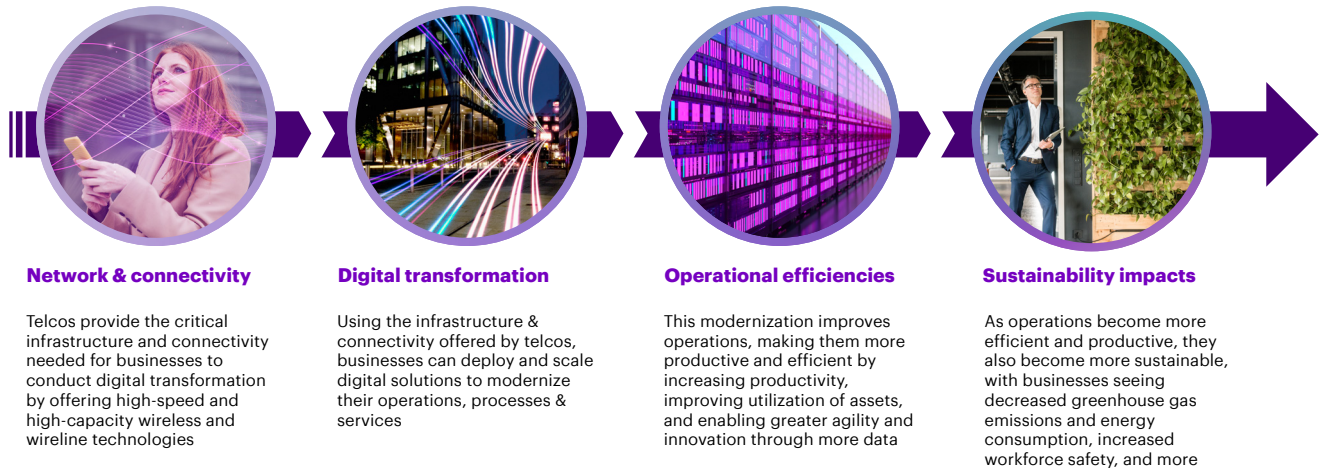 Network & connectivity
Telcos provide the critical
infrastructure and connectivity
needed for businesses to
conduct digital transformation
by offering high-speed and
high-capacity wireless and
wireline technologies
Digital transformation
Using the infrastructure &
connectivity offered by telcos,
businesses can deploy and scale
digital solutions to modernize
their operations, processes &
services
Operational efficiencies
This modernization improves
operations, making them more
productive and efficient by
increasing productivity,
improving utilization of assets,
and enabling greater agility and
innovation through more data
Sustainability impacts
As operations become more
efficient and productive, they
also become more sustainable,
with businesses seeing
decreased greenhouse gas
emissions and energy
consumption, increased
workforce safety, and more